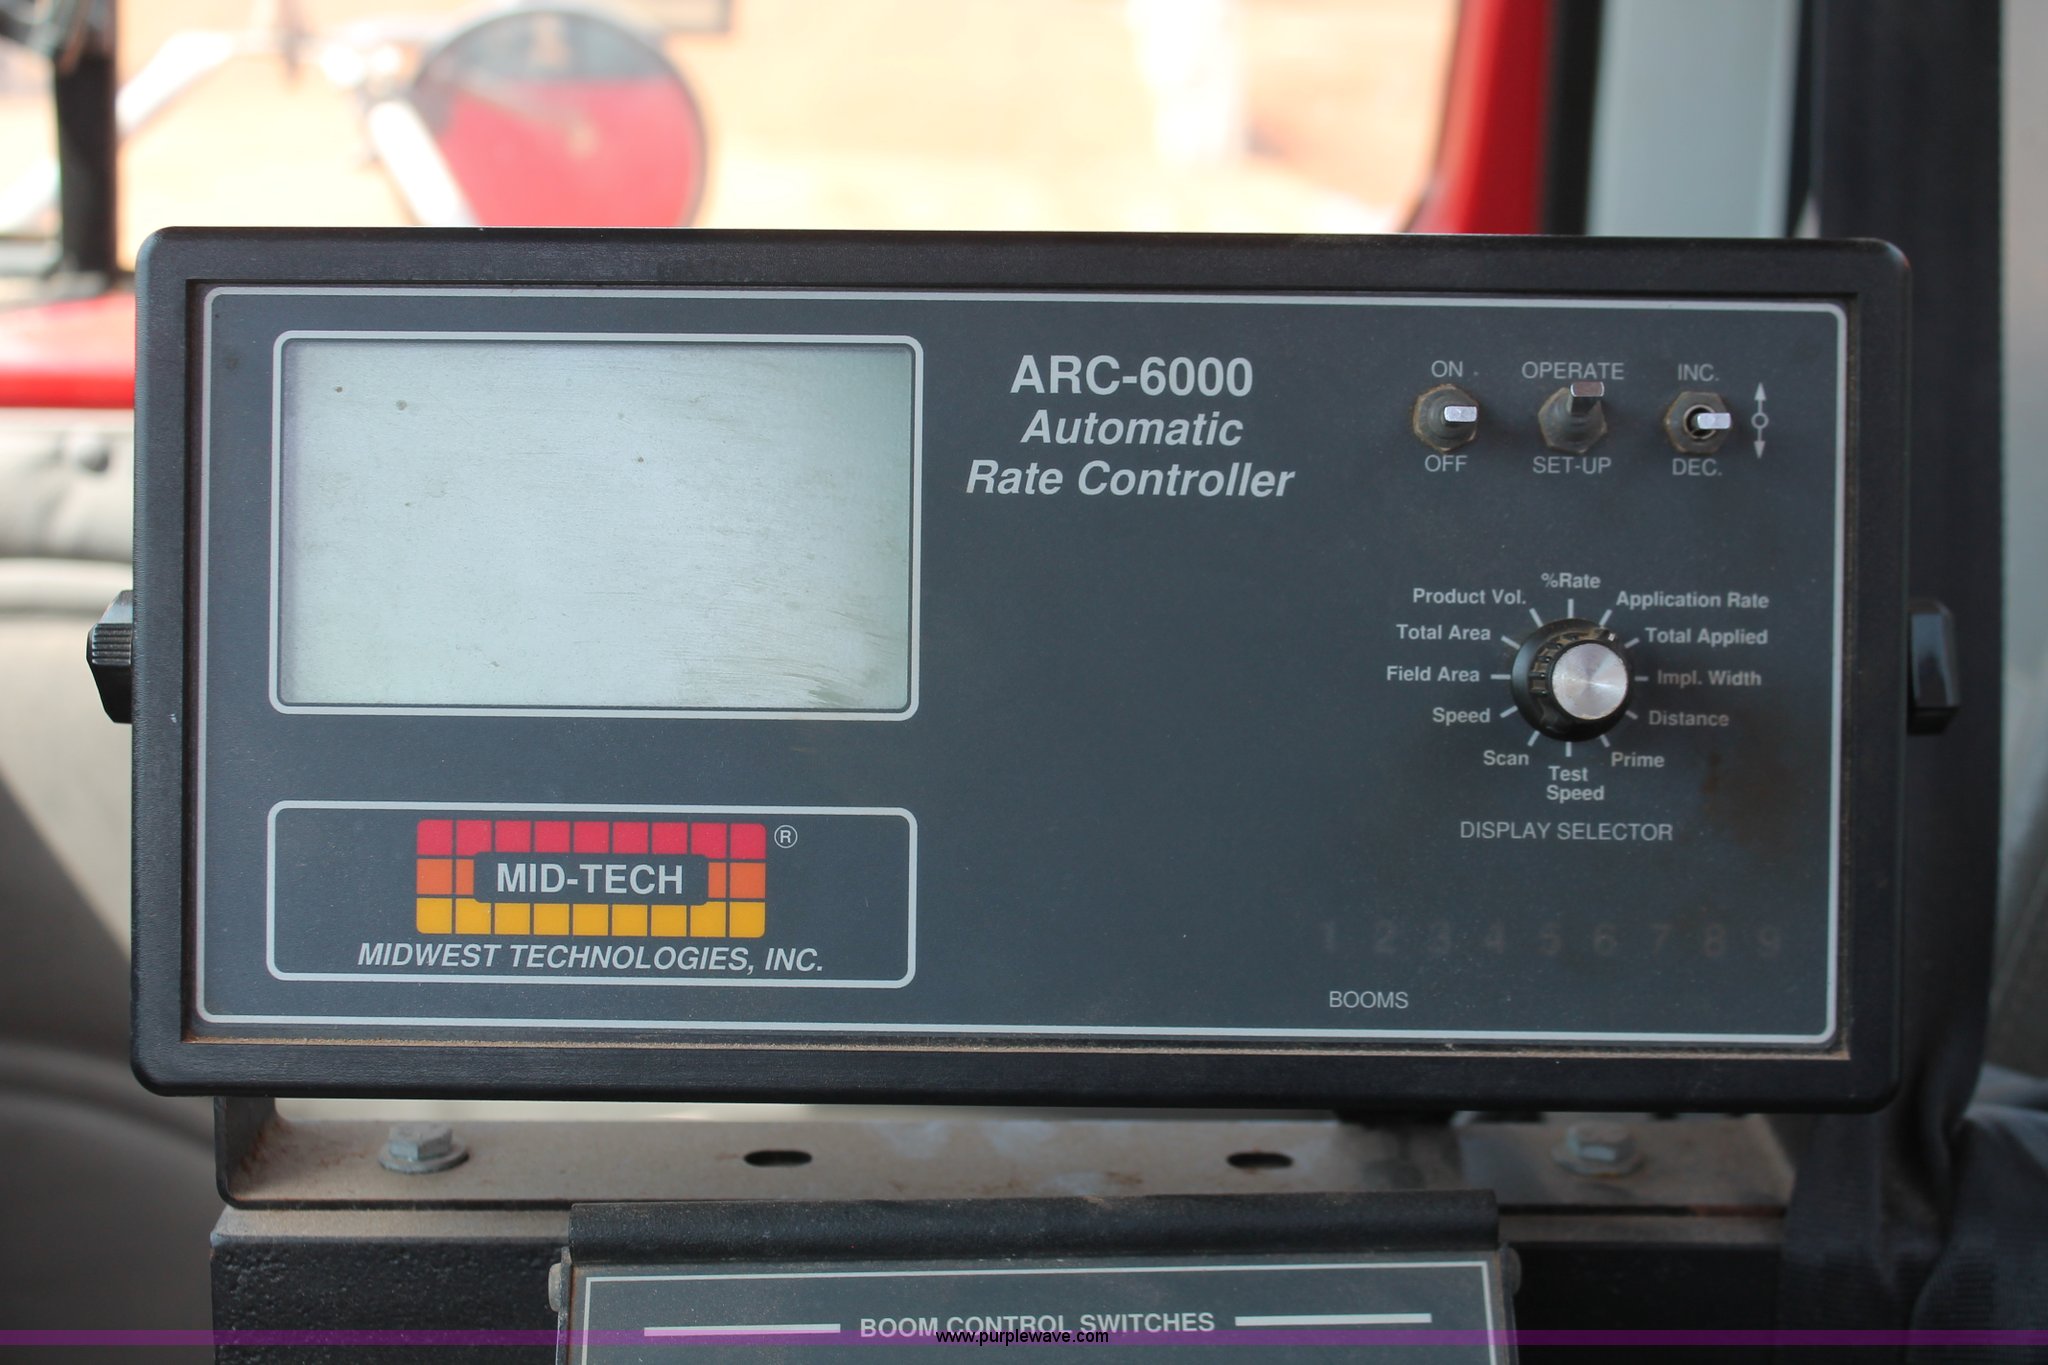 ARC-6000
Automatic
Rate Controller
ON
OFF
OPERATE
SET-UP
INC.
DEC.
%Rate
Product Vol.
Application Rate
Total Area
Total Applied
Field Area
Impl. Width
Speed
Distance
Scan
Prime
Test
Speed
DISPLAY SELECTOR
MID-TECH ®
MIDWEST TECHNOLOGIES, INC.
1 2 3 4 5 6 7 8 9
BOOMS
BOOM CONTROL SWITCHES
www.purplewave.com